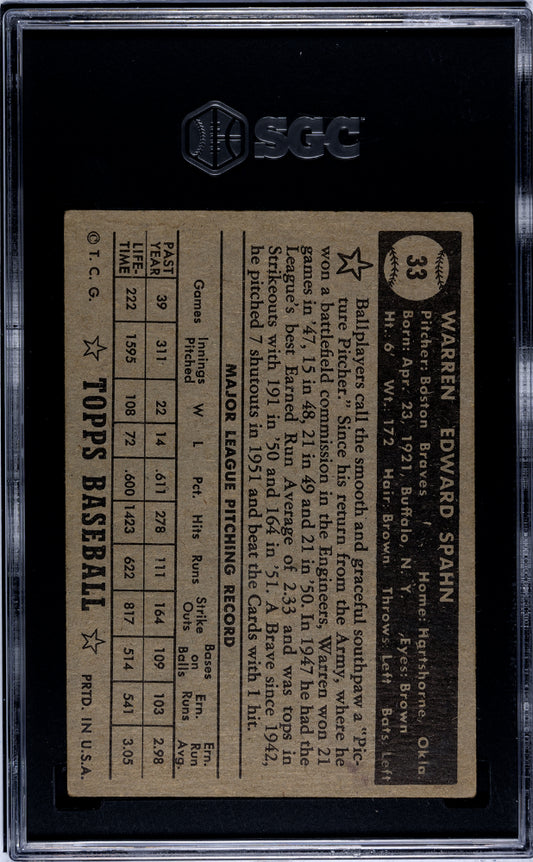 SGC
33
WARREN EDWARD SPAHN
Pitcher: Boston Braves Home: Hartshorne, Okla.
Born: Apr. 23, 1921, Buffalo, N. Y. Eyes: Brown
Ht.: 6 Wt.: 172 Hair: Brown Throws: Left Bats: Left
Ballplayers call the smooth and graceful southpaw a "Pic-
ture Pitcher." Since his return from the Army, where he
won a battlefield commission in the Engineers, Warren won 21
games in '47, 15 in '48, 21 in '49 and 21 in '50. In 1947 he had the
League's best Earned Run Average of 2.33 and was tops in
Strikeouts with 191 in '50 and 164 in '51. A Brave since 1942,
he pitched 7 shutouts in 1951 and beat the Cards with 1 hit.
MAJOR LEAGUE PITCHING RECORD
Games Innings Pitched W L Pct. Hits Runs Strike Outs Bases on Balls Ern. Runs Ern. Run Avg.
PAST YEAR 39 311 22 14 .611 278 111 164 109 103 2.98
LIFE-TIME 222 1595 108 72 .600 1423 622 817 514 541 3.05
© T. C. G. TOPPS BASEBALL PRTD. IN U.S.A.